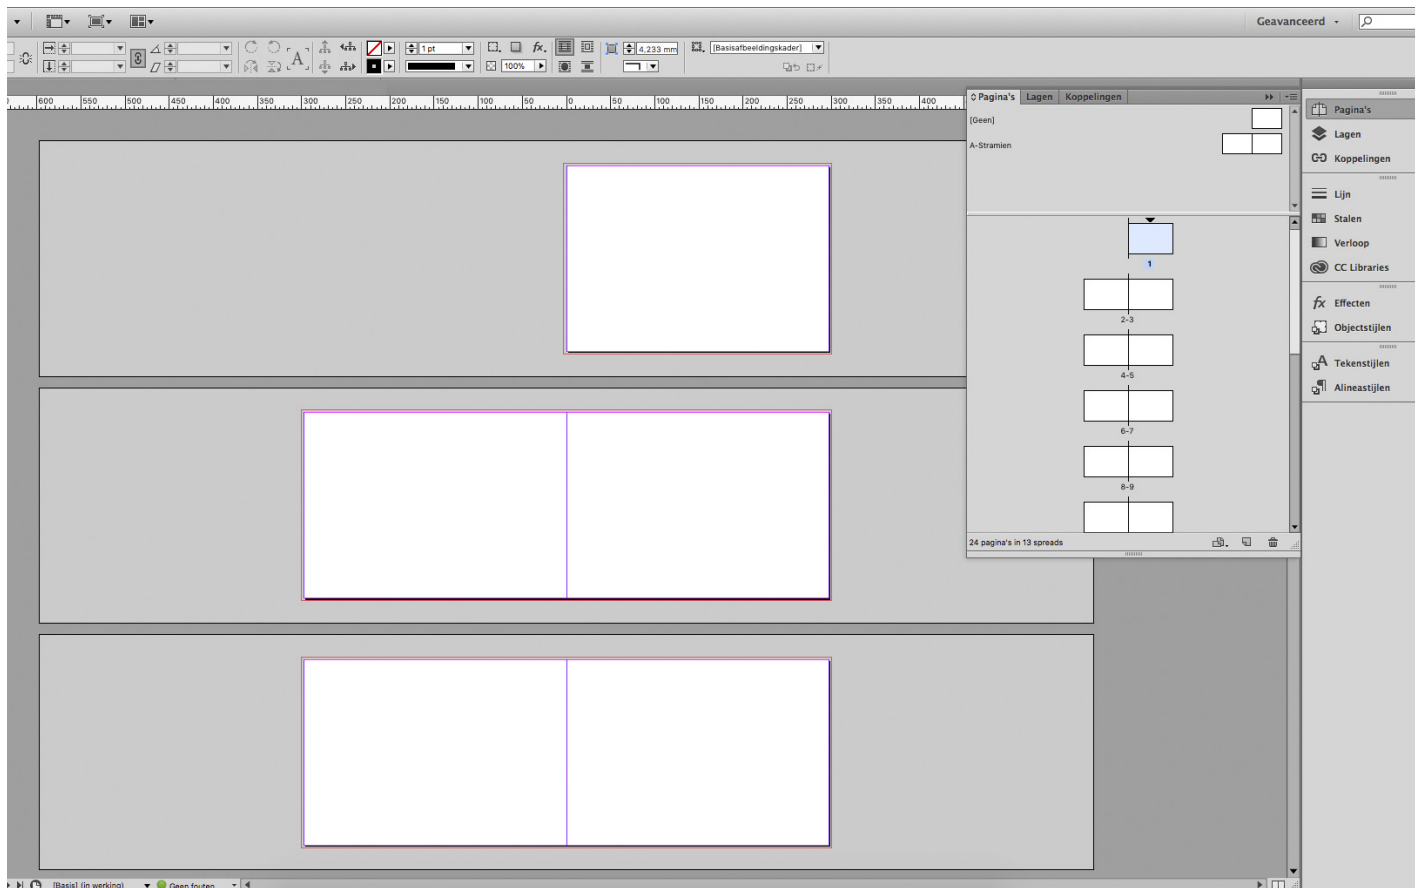 Geavanceerd
1 pt
fx.
4,233 mm
[Basisafbeeldingskader]
A
100%
600 550 500 450 400 350 300 250 200 150 100 50 0 50 100 150 200 250 300 350 400
Pagina's Lagen Koppelingen
[Geen]
A-Stramien
1
2-3
4-5
6-7
8-9
24 pagina's in 13 spreads
Pagina's
Lagen
Koppelingen
Lijn
Stalen
Verloop
CC Libraries
fx Effecten
Objectstijlen
Tekenstijlen
Alineastijlen
[Basis] (in werking) Geen fouten